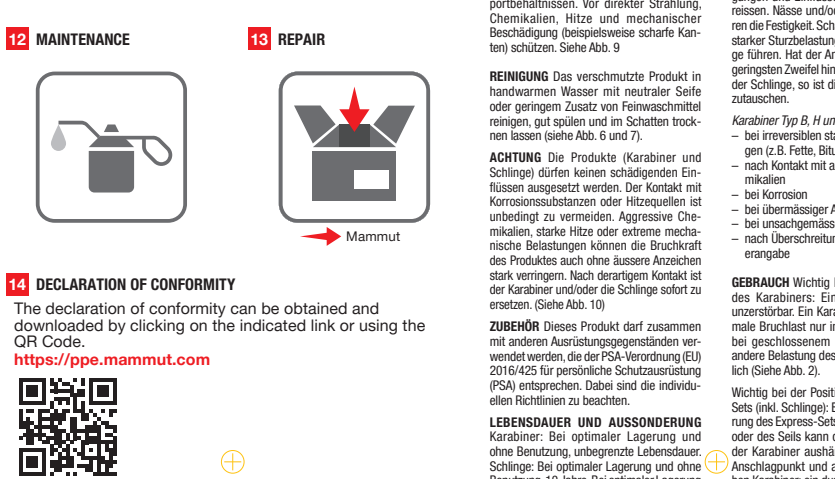 12 MAINTENANCE
13 REPAIR
Mammut
14 DECLARATION OF CONFORMITY
The declaration of conformity can be obtained and
downloaded by clicking on the indicated link or using the
QR Code.
https://ppe.mammut.com
portbehältnissen. Vor direkter Strahlung,
Chemikalien, Hitze und mechanischer
Beschädigung (beispielsweise scharfe Kan-
ten) schützen. Siehe Abb. 9
REINIGUNG Das verschmutzte Produkt in
handwarmen Wasser mit neutraler Seife
oder geringem Zusatz von Feinwaschmittel
reinigen, gut spülen und im Schatten trock-
nen lassen (siehe Abb. 6 und 7).
ACHTUNG Die Produkte (Karabiner und
Schlinge) dürfen keinen schädigenden Ein-
flüssen ausgesetzt werden. Der Kontakt mit
Korrosionssubstanzen oder Hitzequellen ist
unbedingt zu vermeiden. Aggressive Che-
mikalien, starke Hitze oder extreme mecha-
nische Belastungen können die Bruchkraft
des Produktes auch ohne äussere Anzeichen
stark verringern. Nach derartigem Kontakt ist
der Karabiner und/oder die Schlinge sofort zu
ersetzen. (Siehe Abb. 10)
ZUBEHÖR Dieses Produkt darf zusammen
mit anderen Ausrüstungsgegenständen ver-
wendet werden, die der PSA-Verordnung (EU)
2016/425 für persönliche Schutzausrüstung
(PSA) entsprechen. Dabei sind die individu-
ellen Richtlinien zu beachten.
LEBENSDAUER UND AUSSONDERUNG
Karabiner: Bei optimaler Lagerung und
ohne Benutzung, unbegrenzte Lebensdauer.
Schlinge: Bei optimaler Lagerung und ohne
reissen. Nässe und/o
ren die Festigkeit. Sch
starker Sturzbelastung
ge führen. Hat der An
geringsten Zweifel hin
der Schlinge, so ist di
zutauschen.
Karabiner Typ B, H un
– bei irreversiblen sta
gen (z.B. Fette, Bitu
– nach Kontakt mit a
mikalien
– bei Korrosion
– bei übermässiger A
– bei unsachgemäss
– nach Überschreitun
erangabe
GEBRAUCH Wichtig
des Karabiners: Ein
unzerstörbar. Ein Kara
male Bruchlast nur in
bei geschlossenem
andere Belastung des
lich (Siehe Abb. 2).
Wichtig bei der Positi
Sets (inkl. Schlinge): E
rung des Express-Sets
oder des Seils kann d
der Karabiner aushä
Anschlagpunkt und a